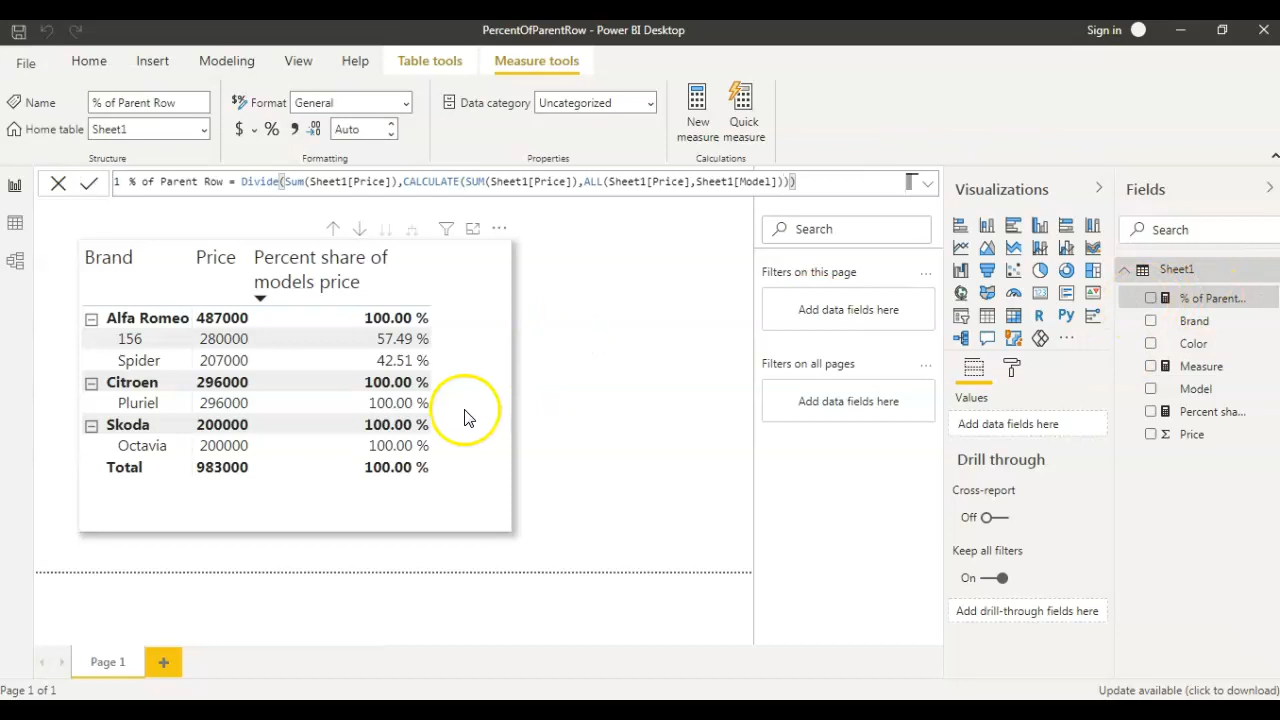 PercentOfParentRow - Power BI Desktop
Sign in
File Home Insert Modeling View Help Table tools Measure tools
Name % of Parent Row
Home table Sheet1
Structure
$% Format General
$ % 9 .00 Auto
Formatting
Data category Uncategorized
Properties
New measure
Quick measure
Calculations
1 % of Parent Row = Divide(Sum(Sheet1[Price]),CALCULATE(SUM(Sheet1[Price]),ALL(Sheet1[Price],Sheet1[Model])))
Brand Price Percent share of
models price
Alfa Romeo 487000 100.00 %
156 280000 57.49 %
Spider 207000 42.51 %
Citroen 296000 100.00 %
Pluriel 296000 100.00 %
Skoda 200000 100.00 %
Octavia 200000 100.00 %
Total 983000 100.00 %
Search
Filters on this page ...
Add data fields here
Filters on all pages ...
Add data fields here
Visualizations
R Py
...
Values
Add data fields here
Drill through
Cross-report
Off
Keep all filters
On
Add drill-through fields here
Fields
Search
Sheet1
% of Parent...
Brand
Color
Measure
Model
Percent sha...
Σ Price
Page 1
+
Page 1 of 1
Update available (click to download)